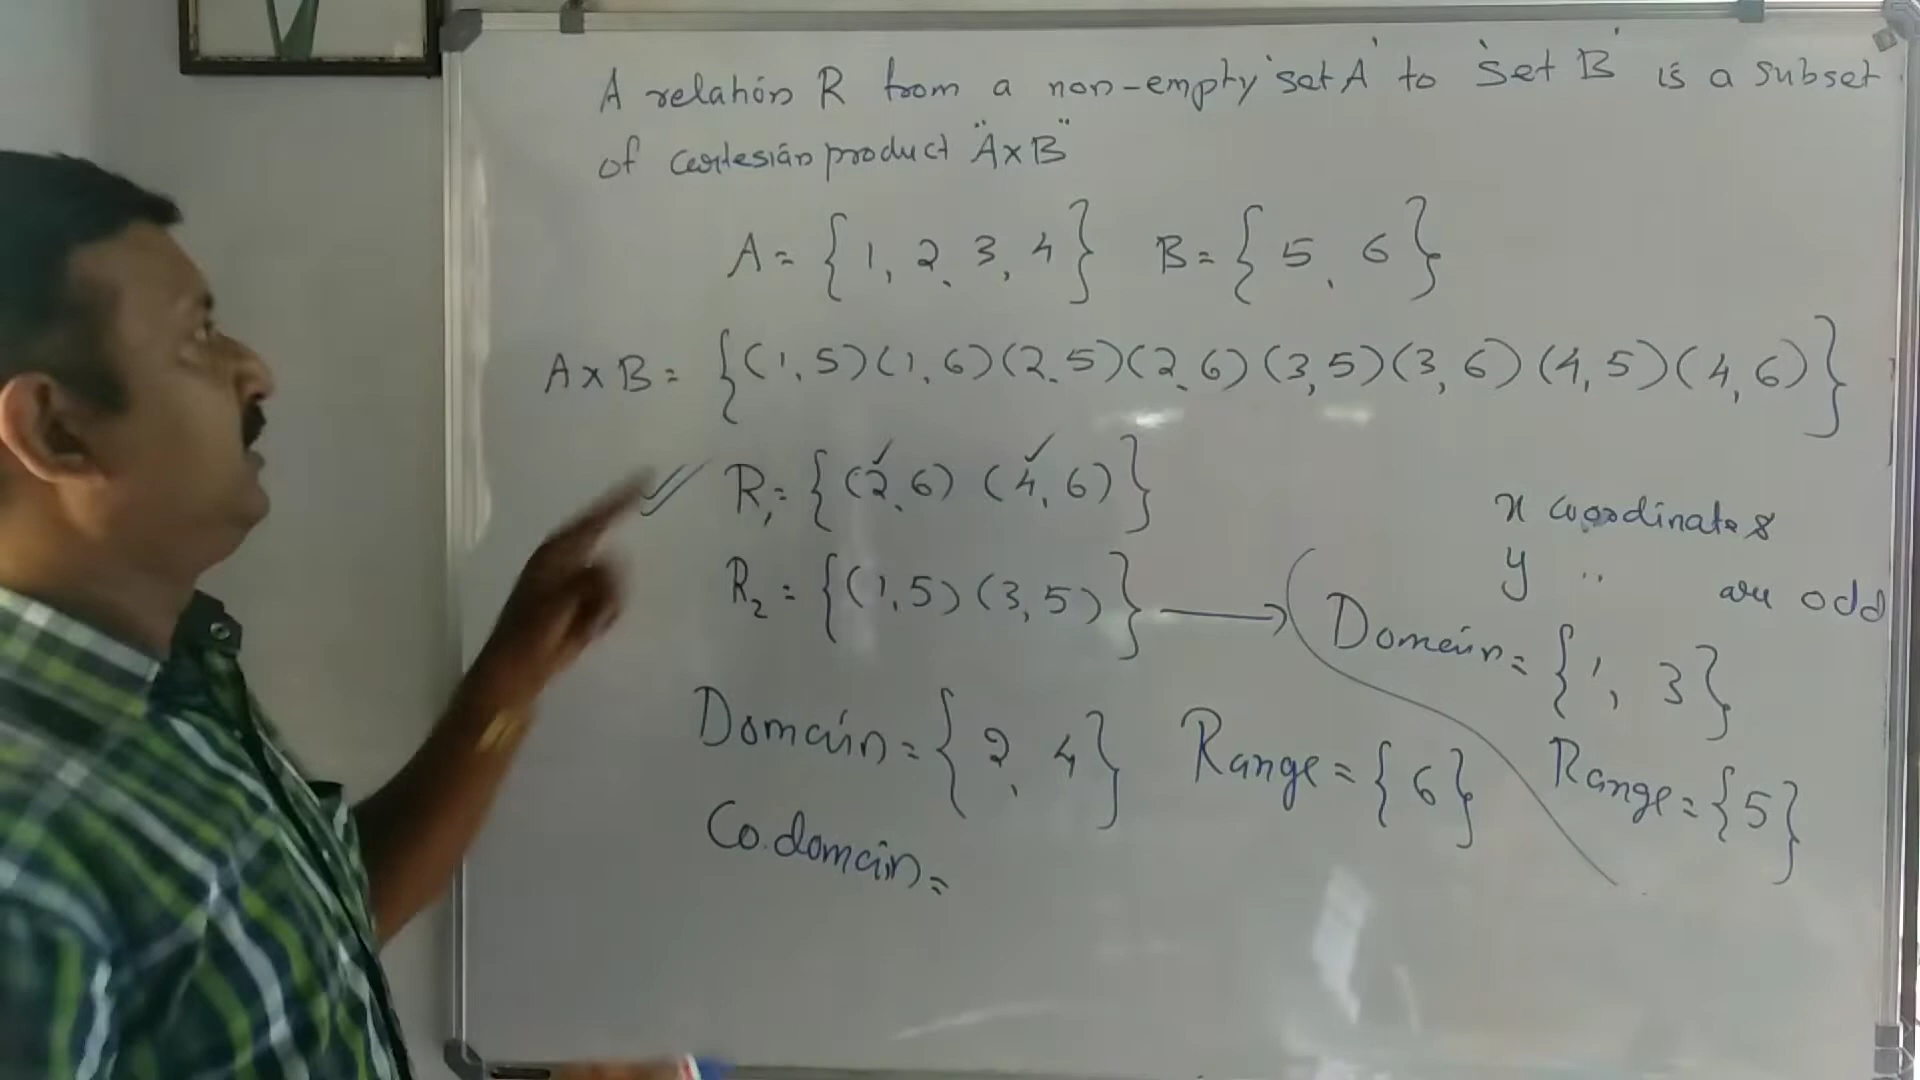 A relation R from a non-empty 'set A' to 'set B' is a subset
of cartesian product "A×B"
A = {1, 2, 3, 4} B = {5, 6}
A×B = {(1,5)(1,6)(2,5)(2,6)(3,5)(3,6)(4,5)(4,6)}
R₁ = {(2,6) (4,6)}
x coordinates
R₂ = {(1,5) (3,5)} →
y '' are odd
Domain = {1, 3}
Domain = {2, 4} Range = {6}
Range = {5}
Co.domain =